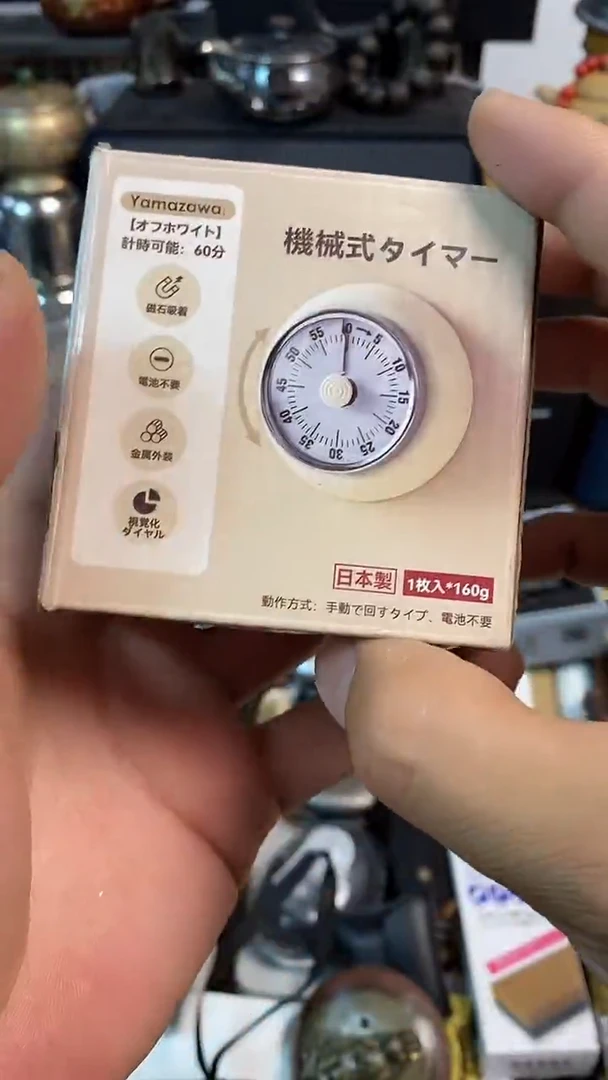 Yamazawa
【オフホワイト】
計時可能：60分
磁石吸着
電池不要
金属外装
視覚化
ダイヤル
機械式タイマー
0 5 10 15 20 25 30 35 40 45 50 55
日本製
1枚入*160g
動作方式：手動で回すタイプ、電池不要